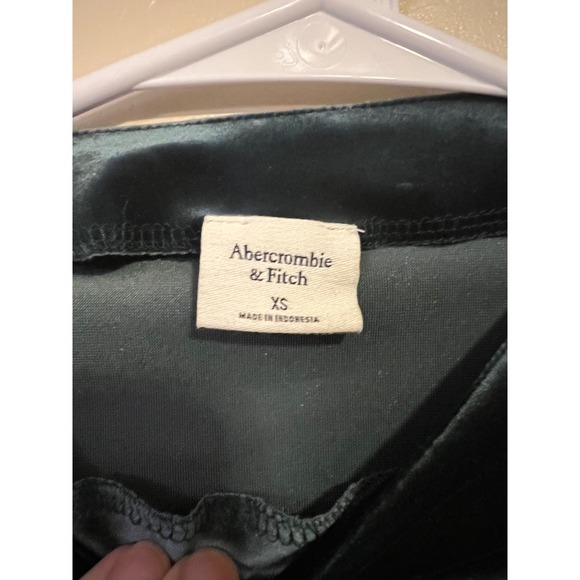 Abercrombie
& Fitch
XS
MADE IN INDONESIA